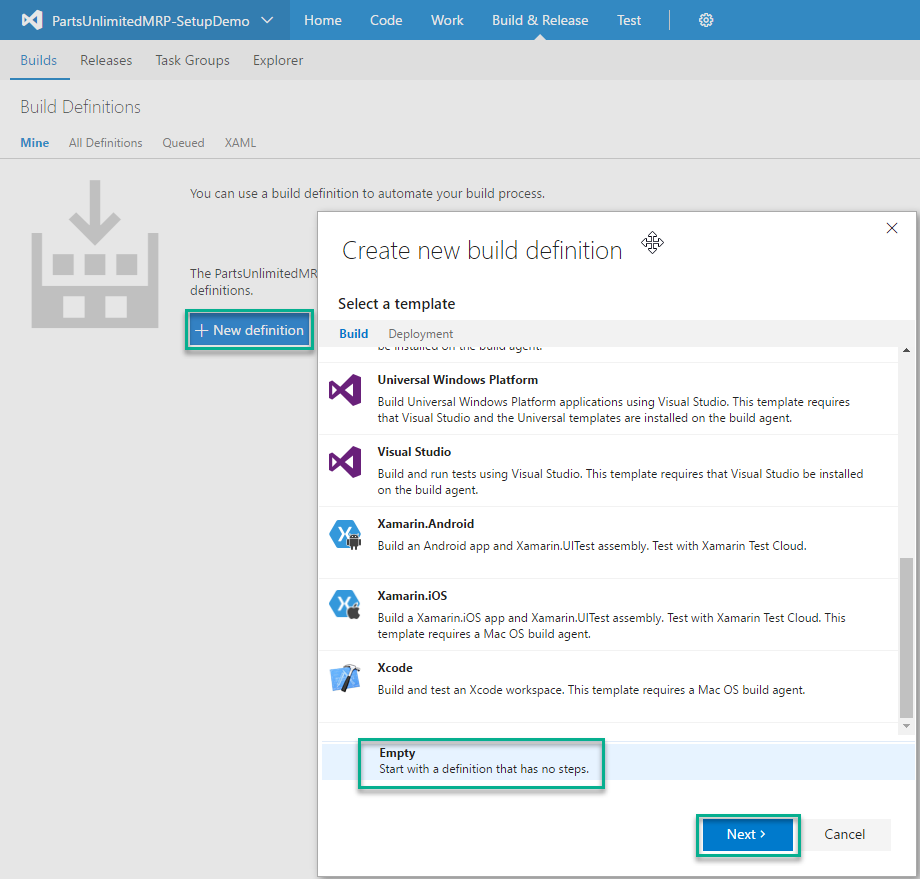 PartsUnlimitedMRP-SetupDemo
Home Code Work Build & Release Test
Builds Releases Task Groups Explorer
Build Definitions
Mine All Definitions Queued XAML
You can use a build definition to automate your build process.
The PartsUnlimitedMR
definitions.
+ New definition
Create new build definition
Select a template
Build Deployment
be installed on the build agent.
Universal Windows Platform
Build Universal Windows Platform applications using Visual Studio. This template requires
that Visual Studio and the Universal templates are installed on the build agent.
Visual Studio
Build and run tests using Visual Studio. This template requires that Visual Studio be installed
on the build agent.
Xamarin.Android
Build an Android app and Xamarin.UITest assembly. Test with Xamarin Test Cloud.
Xamarin.iOS
Build a Xamarin.iOS app and Xamarin.UITest assembly. Test with Xamarin Test Cloud. This
template requires a Mac OS build agent.
Xcode
Build and test an Xcode workspace. This template requires a Mac OS build agent.
Empty
Start with a definition that has no steps.
Next > Cancel